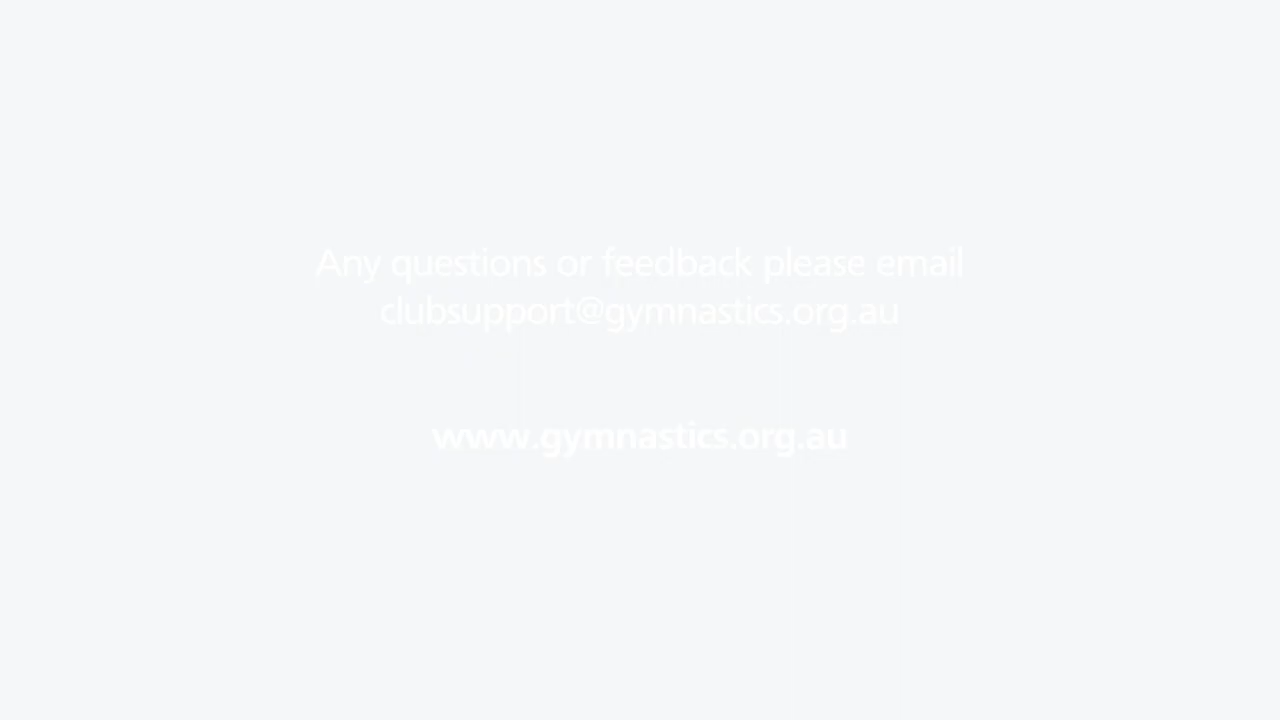 Any questions or feedback please email
clubsupport@gymnastics.org.au
www.gymnastics.org.au